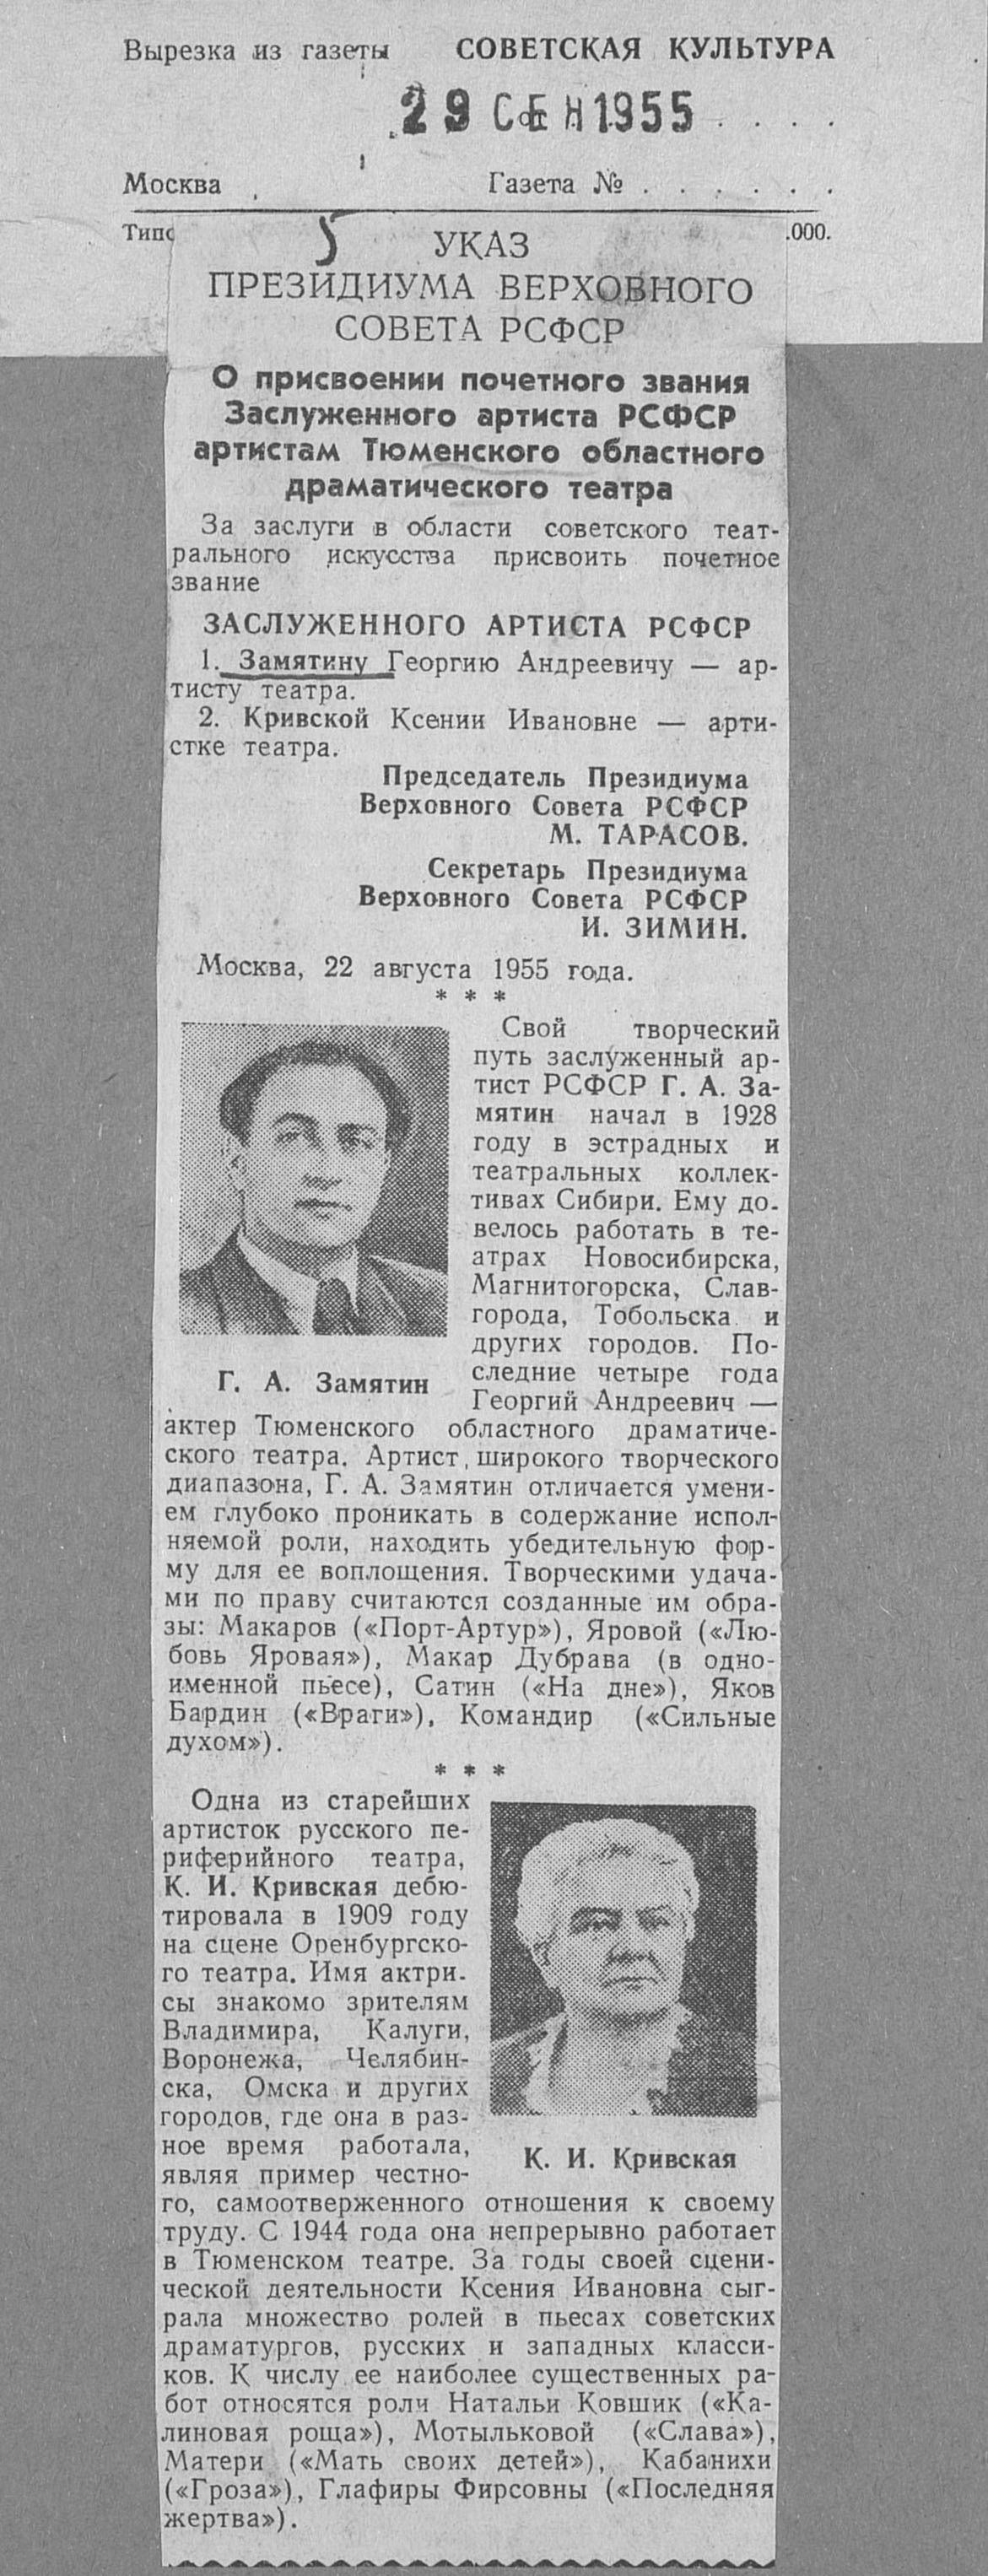 Вырезка из газеты СОВЕТСКАЯ КУЛЬТУРА
29 СЕН 1955 . . . .
Москва Газета № . . . . . .
Типо .000.
5
УКАЗ
ПРЕЗИДИУМА ВЕРХОВНОГО
СОВЕТА РСФСР
О присвоении почетного звания
Заслуженного артиста РСФСР
артистам Тюменского областного
драматического театра
За заслуги в области советского теат-
рального искусства присвоить почетное
звание
ЗАСЛУЖЕННОГО АРТИСТА РСФСР
1. Замятину Георгию Андреевичу — ар-
тисту театра.
2. Кривской Ксении Ивановне — арти-
стке театра.
Председатель Президиума
Верховного Совета РСФСР
М. ТАРАСОВ.
Секретарь Президиума
Верховного Совета РСФСР
И. ЗИМИН.
Москва, 22 августа 1955 года.
* * *
Свой творческий
путь заслуженный ар-
тист РСФСР Г. А. За-
мятин начал в 1928
году в эстрадных и
театральных коллек-
тивах Сибири. Ему до-
велось работать в те-
атрах Новосибирска,
Магнитогорска, Слав-
города, Тобольска и
других городов. По-
следние четыре года
Георгий Андреевич —
Г. А. Замятин
актер Тюменского областного драматиче-
ского театра. Артист широкого творческого
диапазона, Г. А. Замятин отличается умени-
ем глубоко проникать в содержание испол-
няемой роли, находить убедительную фор-
му для ее воплощения. Творческими удача-
ми по праву считаются созданные им обра-
зы: Макаров («Порт-Артур»), Яровой («Лю-
бовь Яровая»), Макар Дубрава (в одно-
именной пьесе), Сатин («На дне»), Яков
Бардин («Враги»), Командир («Сильные
духом»).
* * *
Одна из старейших
артисток русского пе-
риферийного театра,
К. И. Кривская дебю-
тировала в 1909 году
на сцене Оренбургско-
го театра. Имя актри-
сы знакомо зрителям
Владимира, Калуги,
Воронежа, Челябин-
ска, Омска и других
городов, где она в раз-
ное время работала,
являя пример честно-
К. И. Кривская
го, самоотверженного отношения к своему
труду. С 1944 года она непрерывно работает
в Тюменском театре. За годы своей сцени-
ческой деятельности Ксения Ивановна сыг-
рала множество ролей в пьесах советских
драматургов, русских и западных класси-
ков. К числу ее наиболее существенных ра-
бот относятся роли Натальи Ковшик («Ка-
линовая роща»), Мотыльковой («Слава»),
Матери («Мать своих детей»), Кабанихи
(«Гроза»), Глафиры Фирсовны («Последняя
жертва»).